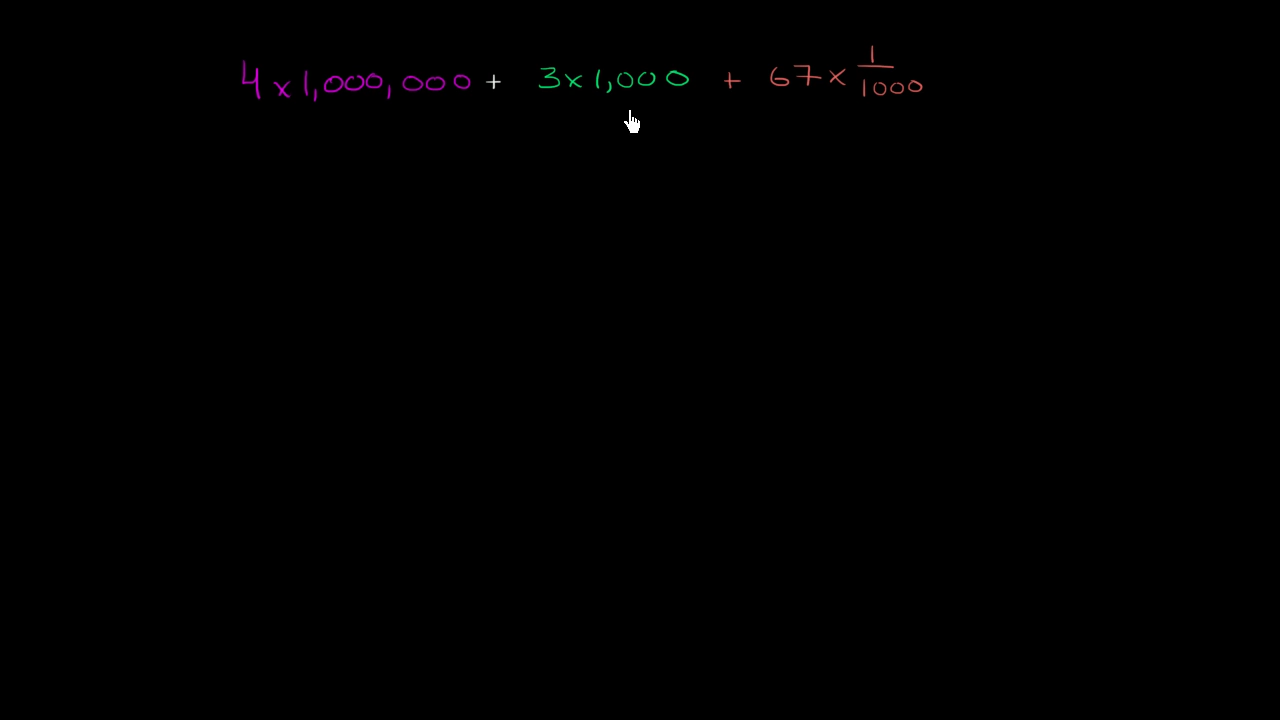 4 x 1,000,000 + 3 x 1,000 + 67 x 1/1000